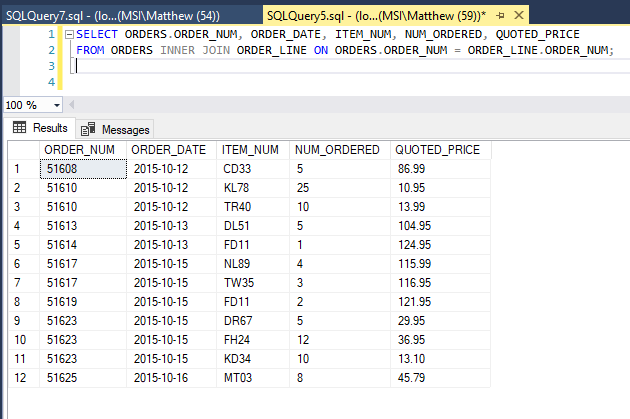 SQLQuery7.sql - (lo...(MSI\Matthew (54)) SQLQuery5.sql - (lo...(MSI\Matthew (59))*
1 SELECT ORDERS.ORDER_NUM, ORDER_DATE, ITEM_NUM, NUM_ORDERED, QUOTED_PRICE
2 FROM ORDERS INNER JOIN ORDER_LINE ON ORDERS.ORDER_NUM = ORDER_LINE.ORDER_NUM;
3
4
100 %
Results Messages
ORDER_NUM ORDER_DATE ITEM_NUM NUM_ORDERED QUOTED_PRICE
1 51608 2015-10-12 CD33 5 86.99
2 51610 2015-10-12 KL78 25 10.95
3 51610 2015-10-12 TR40 10 13.99
4 51613 2015-10-13 DL51 5 104.95
5 51614 2015-10-13 FD11 1 124.95
6 51617 2015-10-15 NL89 4 115.99
7 51617 2015-10-15 TW35 3 116.95
8 51619 2015-10-15 FD11 2 121.95
9 51623 2015-10-15 DR67 5 29.95
10 51623 2015-10-15 FH24 12 36.95
11 51623 2015-10-15 KD34 10 13.10
12 51625 2015-10-16 MT03 8 45.79